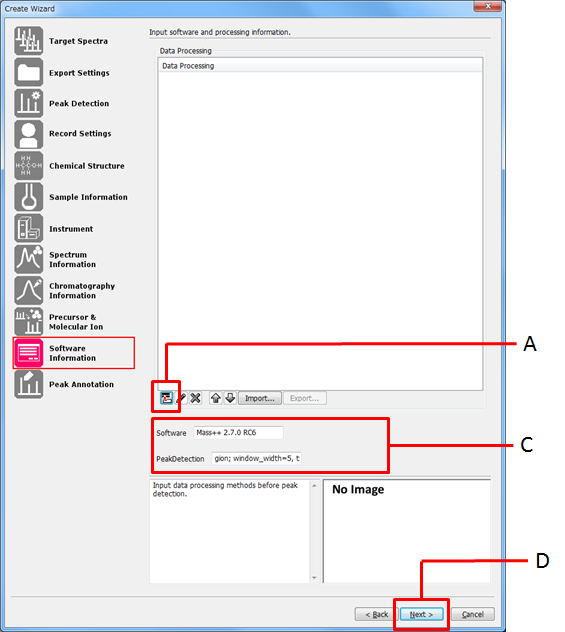 Create Wizard
Target Spectra
Export Settings
Peak Detection
Record Settings
Chemical Structure
Sample Information
Instrument
Spectrum
Information
Chromatography
Information
Precursor &
Molecular Ion
Software
Information
Peak Annotation
Input software and processing information.
Data Processing
Data Processing
Import...
Export...
Software
Mass++ 2.7.0 RC6
PeakDetection
gion; window_width=5, t
Input data processing methods before peak
detection.
No Image
< Back
Next >
Cancel
A
C
D